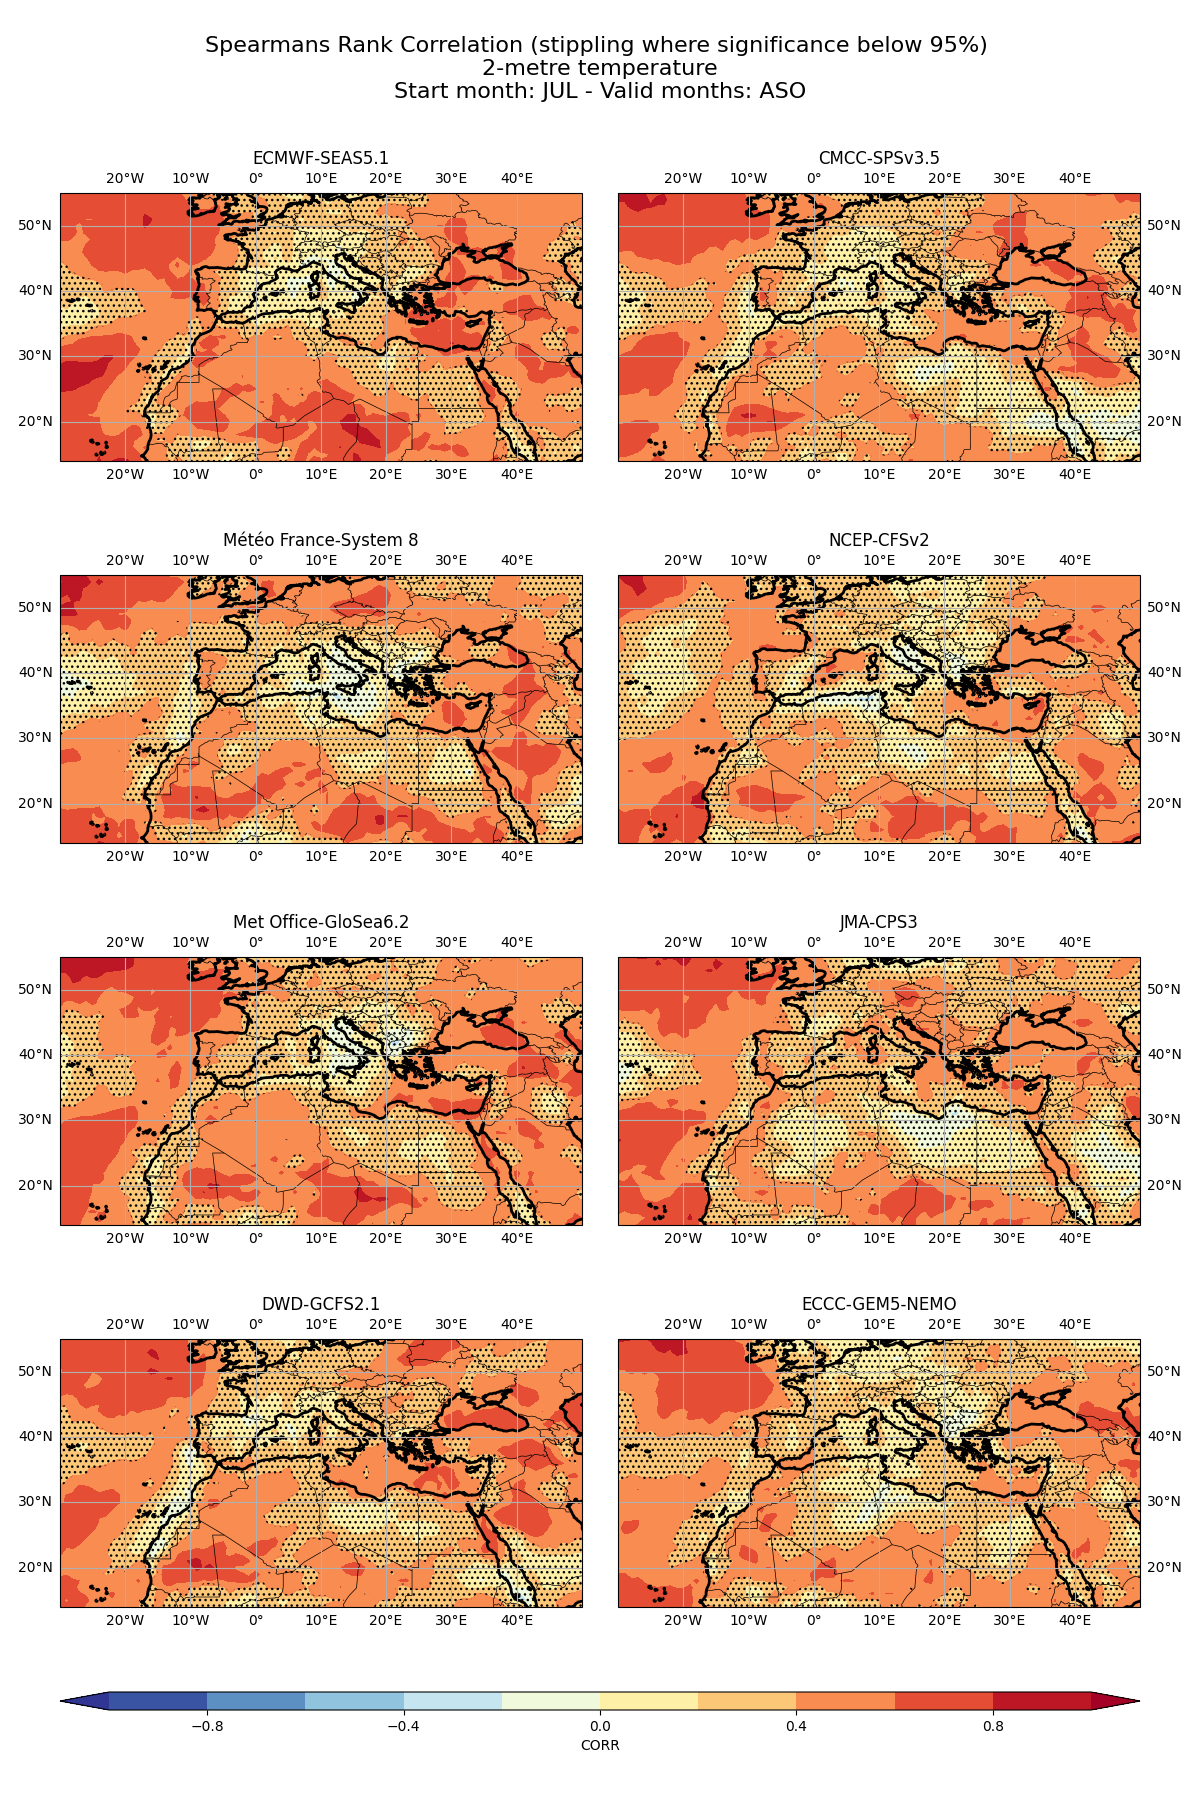 Spearmans Rank Correlation (stippling where significance below 95%)
2-metre temperature
Start month: JUL - Valid months: ASO
ECMWF-SEAS5.1
20°W 10°W 0° 10°E 20°E 30°E 40°E
50°N
40°N
30°N
20°N
20°W 10°W 0° 10°E 20°E 30°E 40°E
CMCC-SPSv3.5
20°W 10°W 0° 10°E 20°E 30°E 40°E
50°N
40°N
30°N
20°N
20°W 10°W 0° 10°E 20°E 30°E 40°E
Météo France-System 8
20°W 10°W 0° 10°E 20°E 30°E 40°E
50°N
40°N
30°N
20°N
20°W 10°W 0° 10°E 20°E 30°E 40°E
NCEP-CFSv2
20°W 10°W 0° 10°E 20°E 30°E 40°E
50°N
40°N
30°N
20°N
20°W 10°W 0° 10°E 20°E 30°E 40°E
Met Office-GloSea6.2
20°W 10°W 0° 10°E 20°E 30°E 40°E
50°N
40°N
30°N
20°N
20°W 10°W 0° 10°E 20°E 30°E 40°E
JMA-CPS3
20°W 10°W 0° 10°E 20°E 30°E 40°E
50°N
40°N
30°N
20°N
20°W 10°W 0° 10°E 20°E 30°E 40°E
DWD-GCFS2.1
20°W 10°W 0° 10°E 20°E 30°E 40°E
50°N
40°N
30°N
20°N
20°W 10°W 0° 10°E 20°E 30°E 40°E
ECCC-GEM5-NEMO
20°W 10°W 0° 10°E 20°E 30°E 40°E
50°N
40°N
30°N
20°N
20°W 10°W 0° 10°E 20°E 30°E 40°E
−0.8 −0.4 0.0 0.4 0.8
CORR